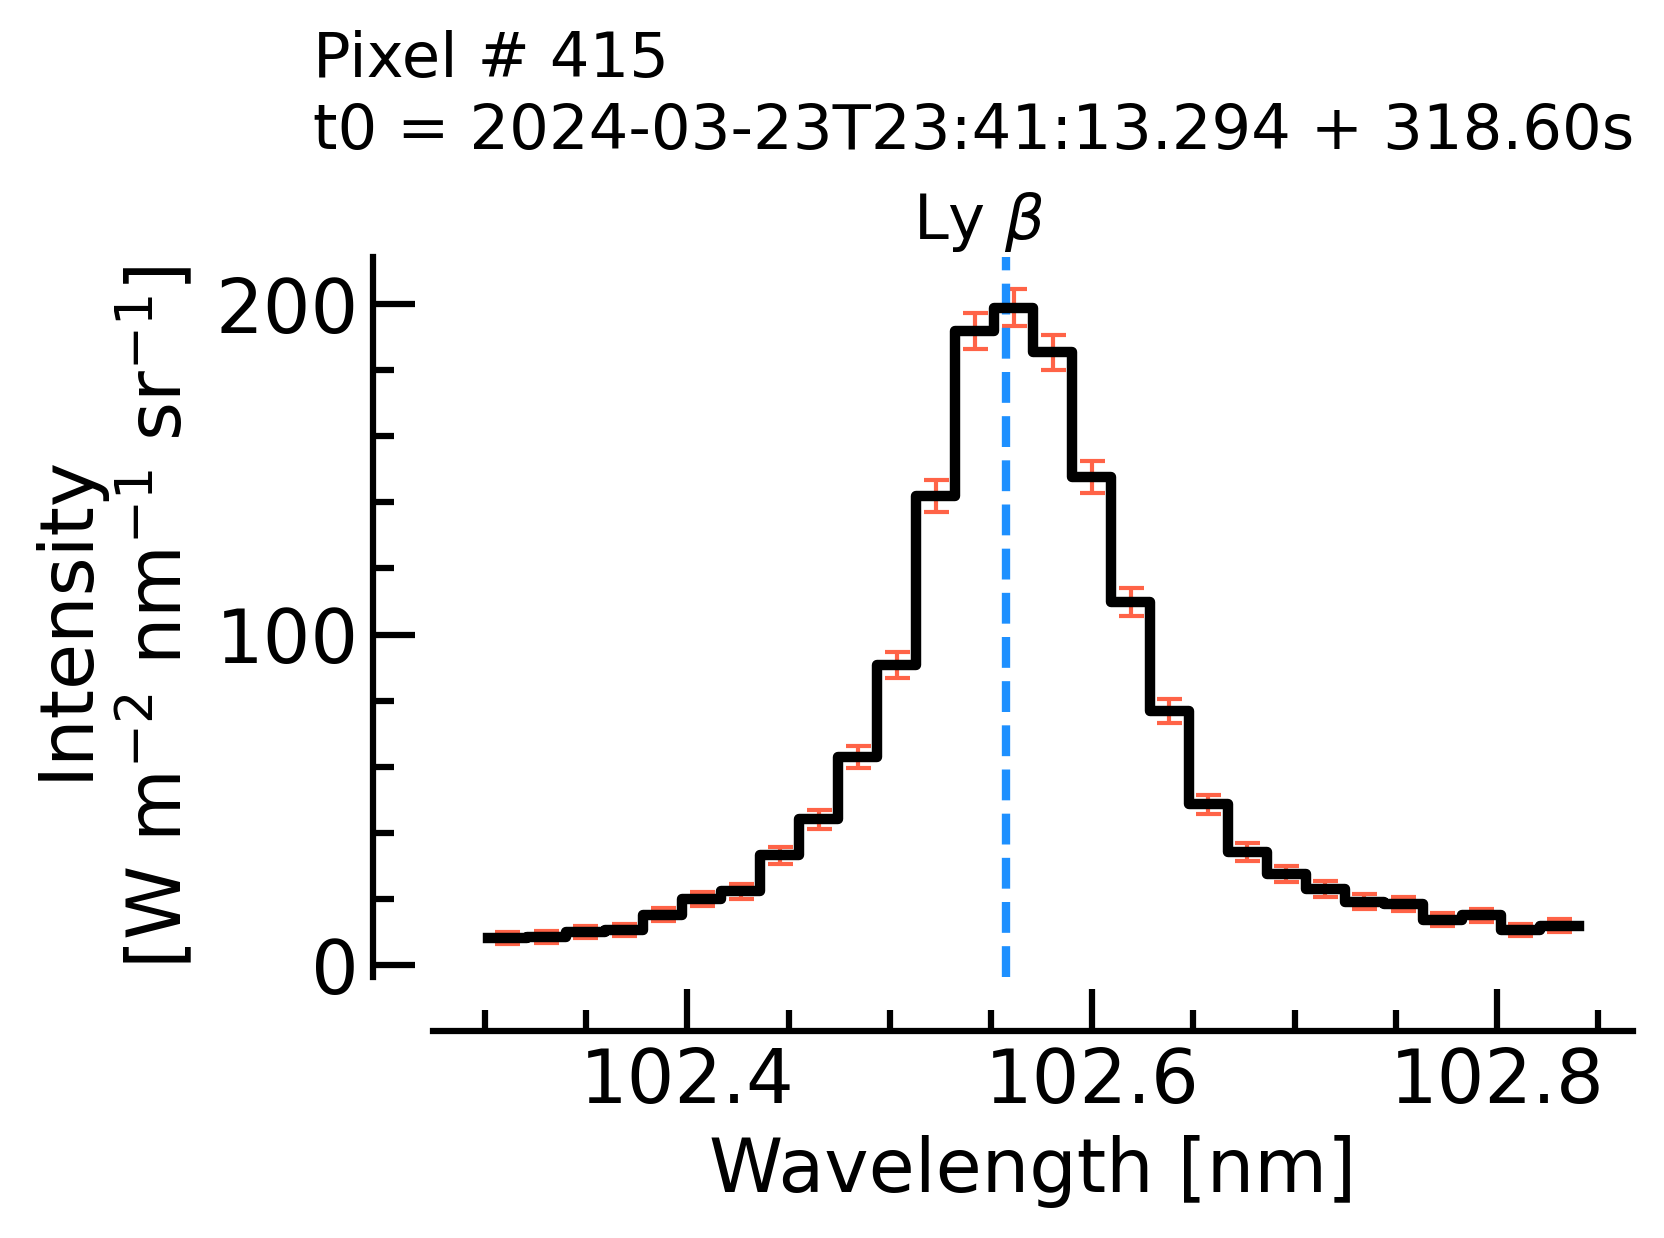 Pixel # 415
t0 = 2024-03-23T23:41:13.294 + 318.60s
Ly β
Intensity
[W m⁻² nm⁻¹ sr⁻¹]
200
100
0
102.4 102.6 102.8
Wavelength [nm]